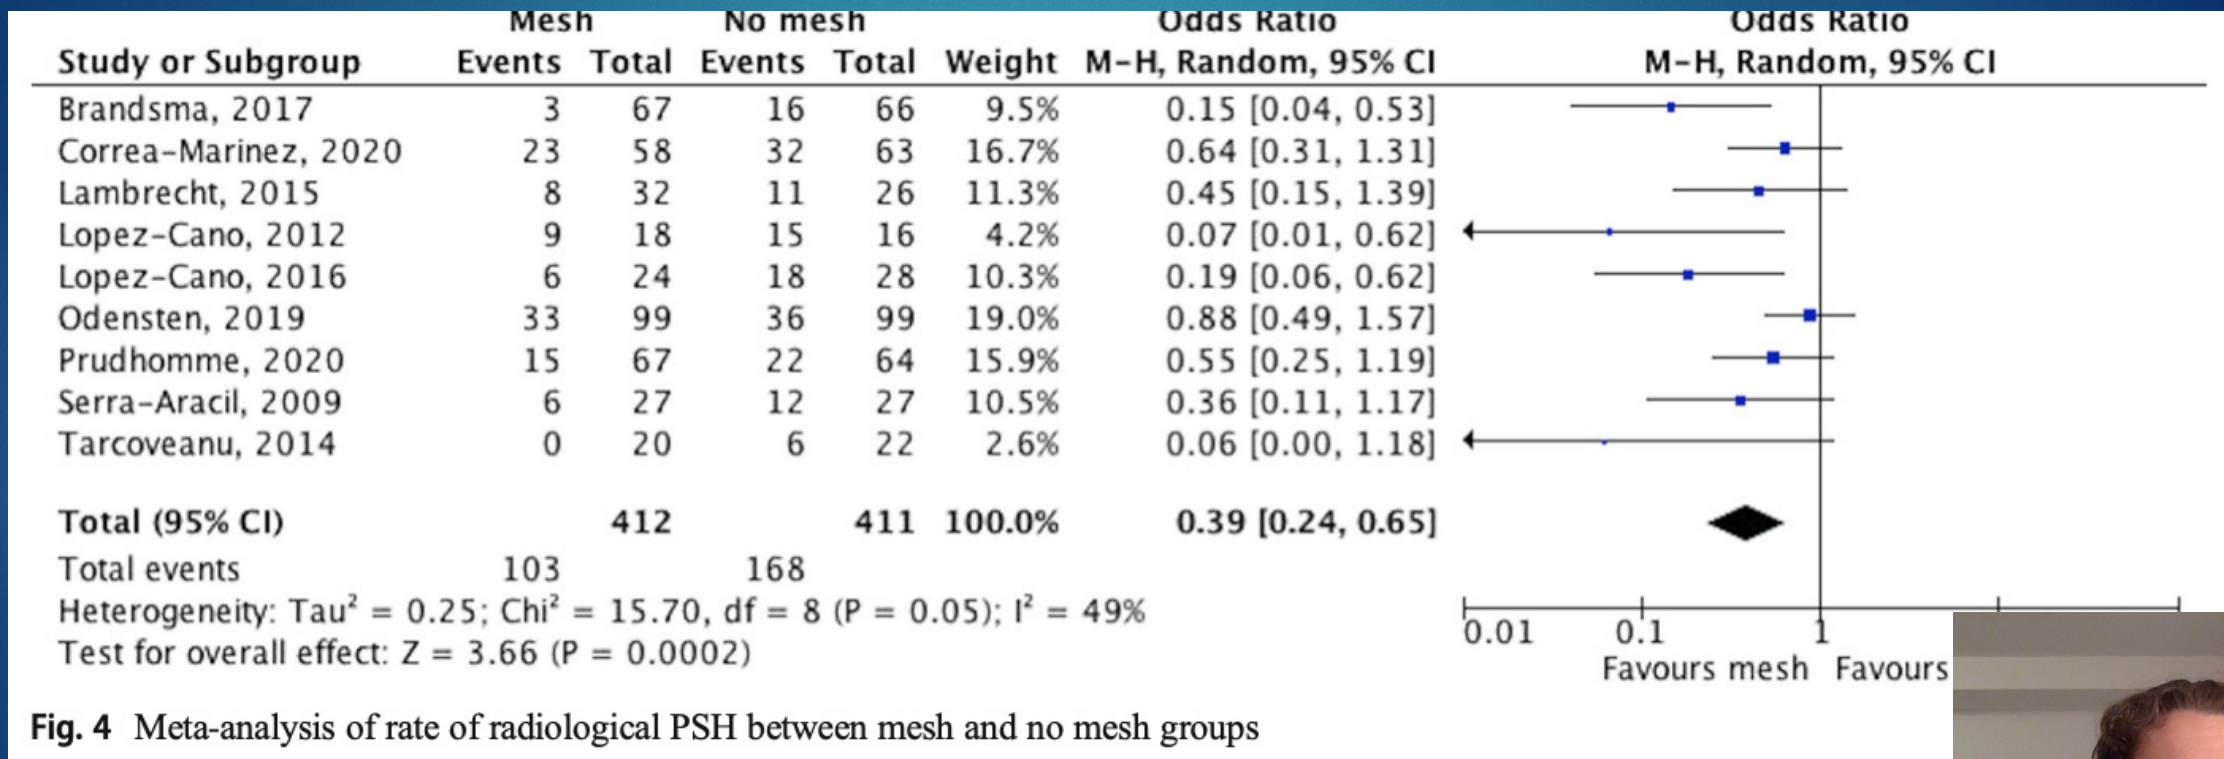 Mesh No mesh Odds Ratio Odds Ratio
Study or Subgroup Events Total Events Total Weight M-H, Random, 95% CI M-H, Random, 95% CI
Brandsma, 2017 3 67 16 66 9.5% 0.15 [0.04, 0.53]
Correa-Marinez, 2020 23 58 32 63 16.7% 0.64 [0.31, 1.31]
Lambrecht, 2015 8 32 11 26 11.3% 0.45 [0.15, 1.39]
Lopez-Cano, 2012 9 18 15 16 4.2% 0.07 [0.01, 0.62]
Lopez-Cano, 2016 6 24 18 28 10.3% 0.19 [0.06, 0.62]
Odensten, 2019 33 99 36 99 19.0% 0.88 [0.49, 1.57]
Prudhomme, 2020 15 67 22 64 15.9% 0.55 [0.25, 1.19]
Serra-Aracil, 2009 6 27 12 27 10.5% 0.36 [0.11, 1.17]
Tarcoveanu, 2014 0 20 6 22 2.6% 0.06 [0.00, 1.18]
Total (95% CI) 412 411 100.0% 0.39 [0.24, 0.65]
Total events 103 168
Heterogeneity: Tau² = 0.25; Chi² = 15.70, df = 8 (P = 0.05); I² = 49%
Test for overall effect: Z = 3.66 (P = 0.0002)
0.01 0.1 1
Favours mesh Favours
Fig. 4 Meta-analysis of rate of radiological PSH between mesh and no mesh groups